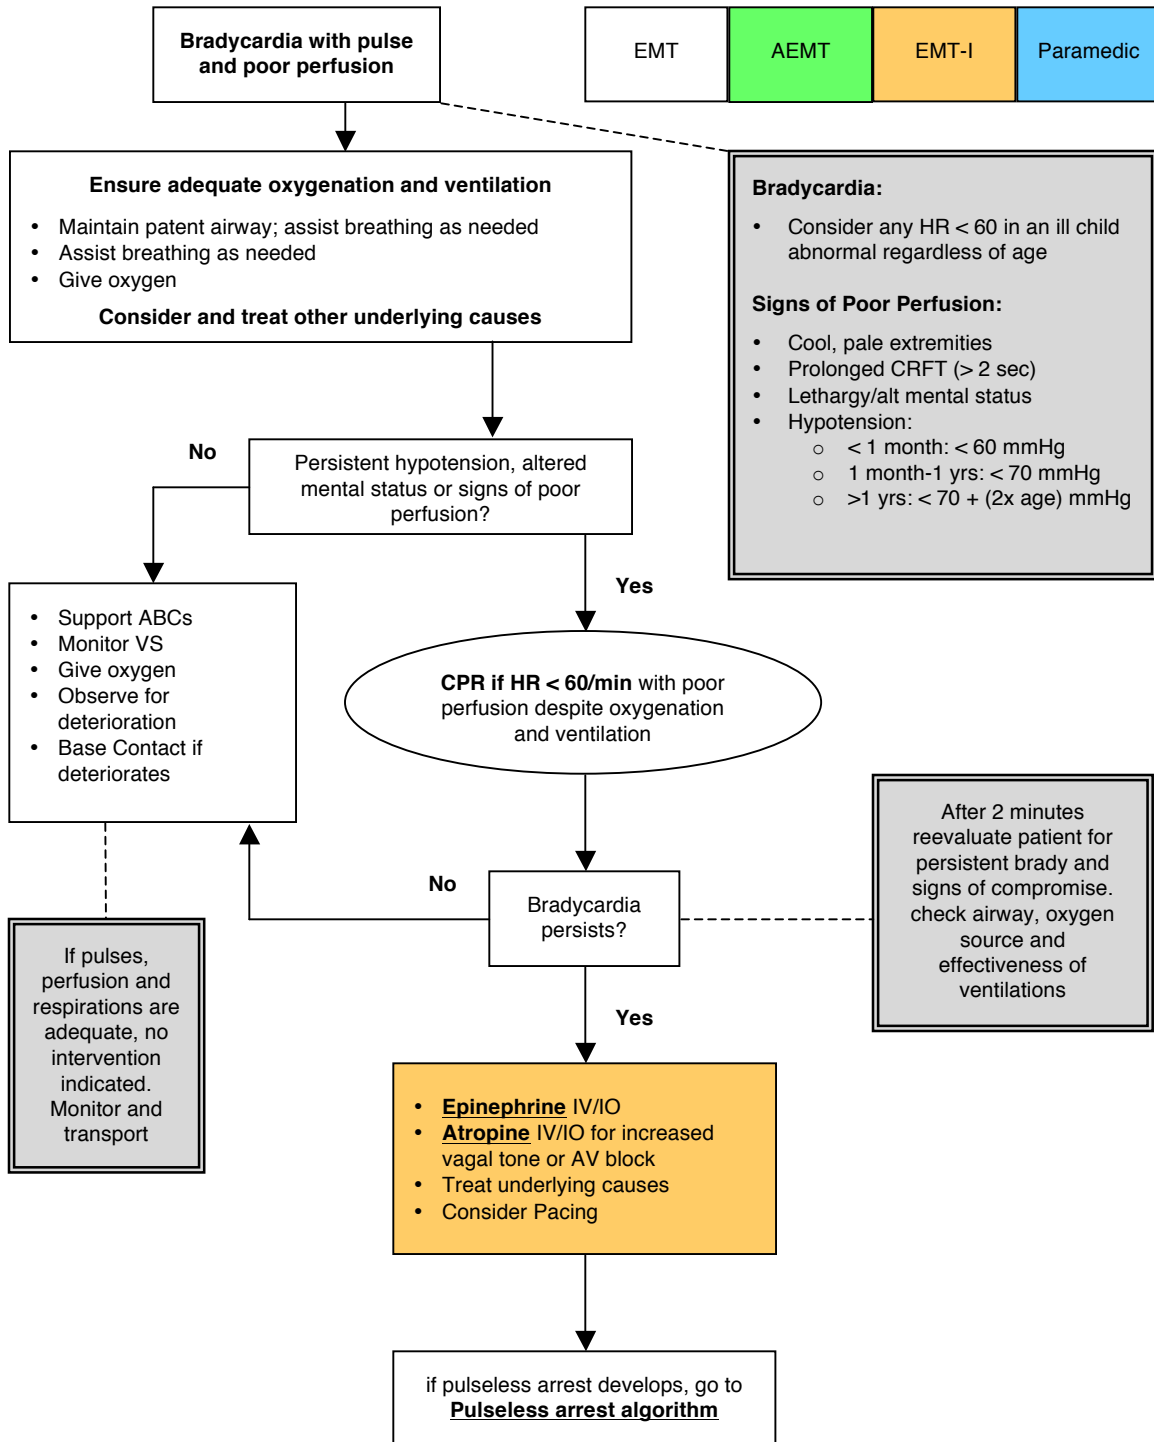 Bradycardia with pulse
and poor perfusion
EMT
AEMT
EMT-I
Paramedic
Ensure adequate oxygenation and ventilation
• Maintain patent airway; assist breathing as needed
• Assist breathing as needed
• Give oxygen
Consider and treat other underlying causes
Bradycardia:
• Consider any HR < 60 in an ill child
abnormal regardless of age
Signs of Poor Perfusion:
• Cool, pale extremities
• Prolonged CRFT (> 2 sec)
• Lethargy/alt mental status
• Hypotension:
o < 1 month: < 60 mmHg
o 1 month-1 yrs: < 70 mmHg
o >1 yrs: < 70 + (2x age) mmHg
No
Persistent hypotension, altered
mental status or signs of poor
perfusion?
Yes
• Support ABCs
• Monitor VS
• Give oxygen
• Observe for
deterioration
• Base Contact if
deteriorates
CPR if HR < 60/min with poor
perfusion despite oxygenation
and ventilation
After 2 minutes
reevaluate patient for
persistent brady and
signs of compromise.
check airway, oxygen
source and
effectiveness of
ventilations
No
Bradycardia
persists?
If pulses,
perfusion and
respirations are
adequate, no
intervention
indicated.
Monitor and
transport
Yes
• Epinephrine IV/IO
• Atropine IV/IO for increased
vagal tone or AV block
• Treat underlying causes
• Consider Pacing
if pulseless arrest develops, go to
Pulseless arrest algorithm